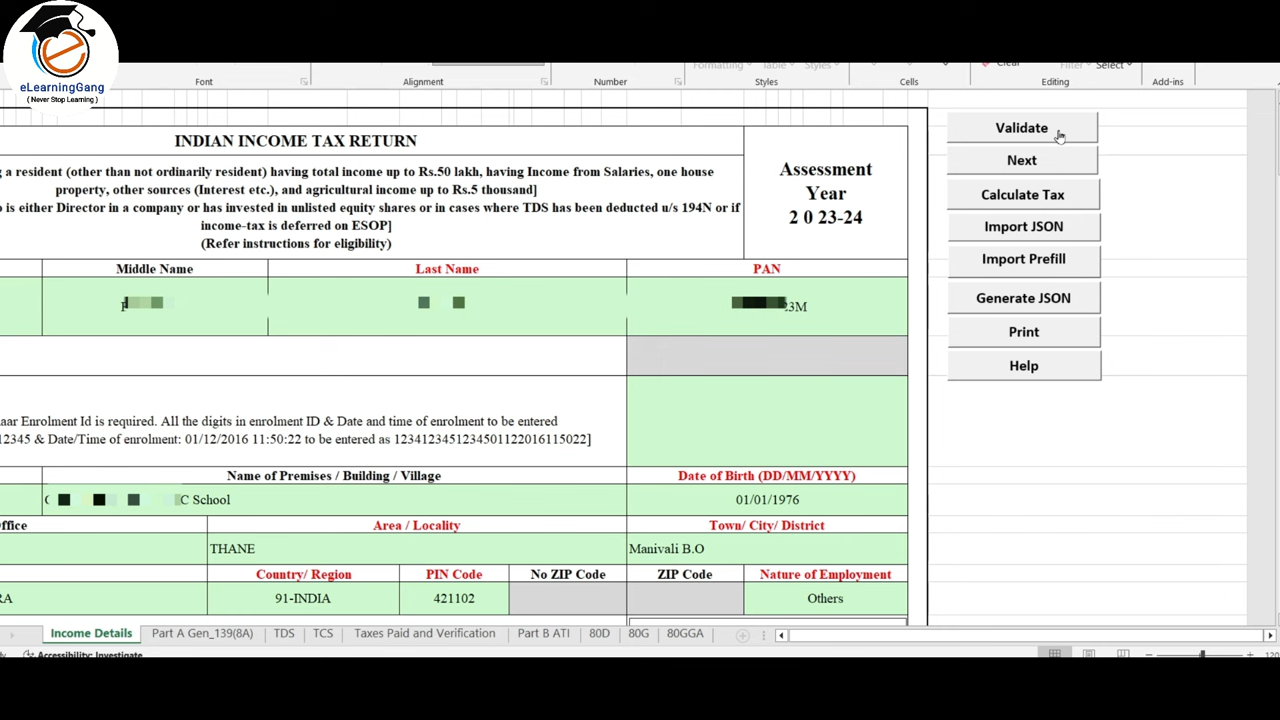 eLearningGang
( Never Stop Learning )
Formatting Table Styles Clear Filter Select
Font Alignment Number Styles Cells Editing Add-ins
INDIAN INCOME TAX RETURN
g a resident (other than not ordinarily resident) having total income up to Rs.50 lakh, having Income from Salaries, one house
property, other sources (Interest etc.), and agricultural income up to Rs.5 thousand]
o is either Director in a company or has invested in unlisted equity shares or in cases where TDS has been deducted u/s 194N or if
income-tax is deferred on ESOP]
(Refer instructions for eligibility)
Assessment
Year
2 0 23-24
Validate
Next
Calculate Tax
Import JSON
Import Prefill
Generate JSON
Print
Help
Middle Name Last Name PAN
23M
aar Enrolment Id is required. All the digits in enrolment ID & Date and time of enrolment to be entered
12345 & Date/Time of enrolment: 01/12/2016 11:50:22 to be entered as 1234123451234501122016115022]
Name of Premises / Building / Village Date of Birth (DD/MM/YYYY)
C School 01/01/1976
Office Area / Locality Town/ City/ District
THANE Manivali B.O
Country/ Region PIN Code No ZIP Code ZIP Code Nature of Employment
RA 91-INDIA 421102 Others
Income Details Part A Gen_139(8A) TDS TCS Taxes Paid and Verification Part B ATI 80D 80G 80GGA
Accessibility: Investigate 120